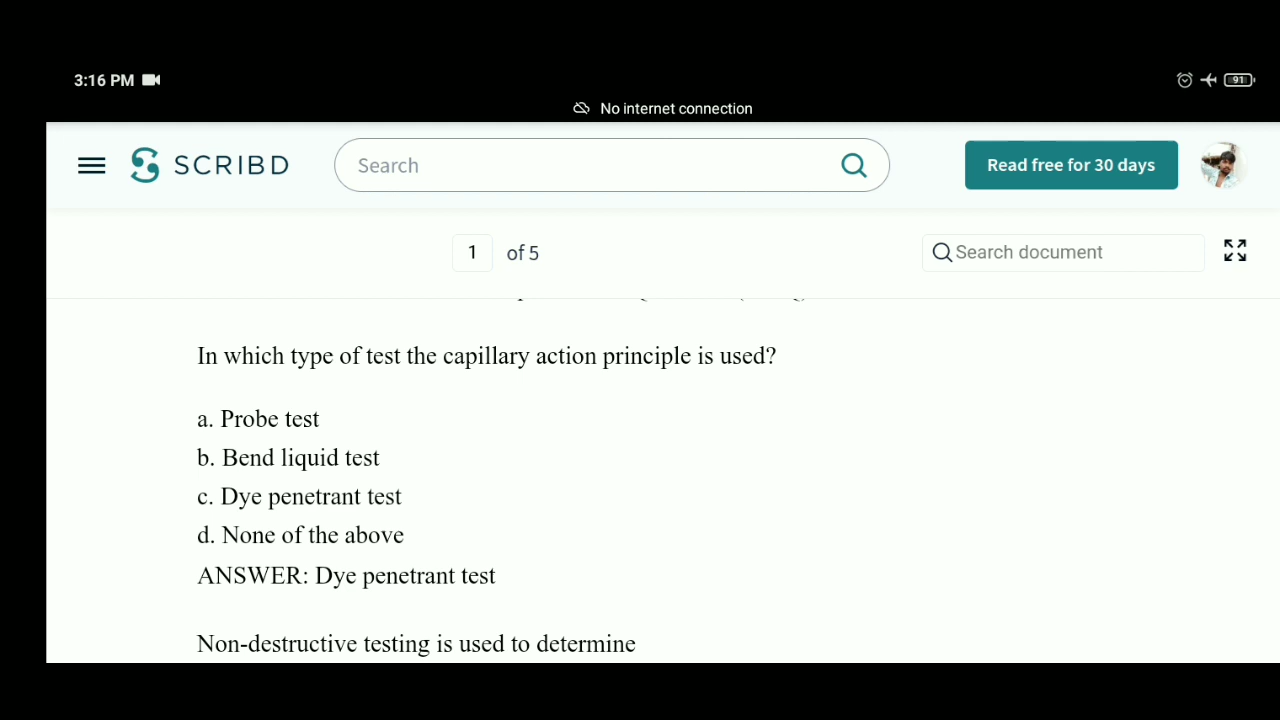 3:16 PM
91
No internet connection
SCRIBD
Search
Read free for 30 days
1 of 5
Search document
In which type of test the capillary action principle is used?
a. Probe test
b. Bend liquid test
c. Dye penetrant test
d. None of the above
ANSWER: Dye penetrant test
Non-destructive testing is used to determine